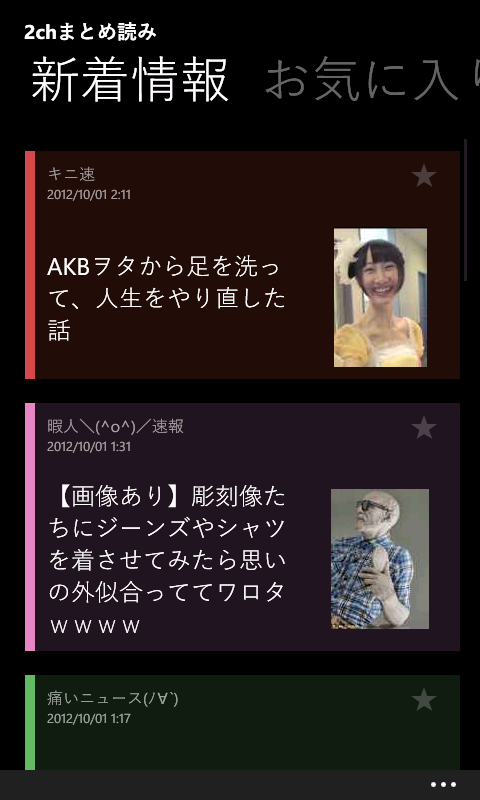 2chまとめ読み
新着情報 お気に入り
キニ速
2012/10/01 2:11
AKBヲタから足を洗っ
て、人生をやり直した
話
暇人＼(^o^)／速報
2012/10/01 1:31
【画像あり】彫刻像た
ちにジーンズやシャツ
を着させてみたら思い
の外似合っててワロタ
ｗｗｗｗ
痛いニュース(ﾉ∀`)
2012/10/01 1:17